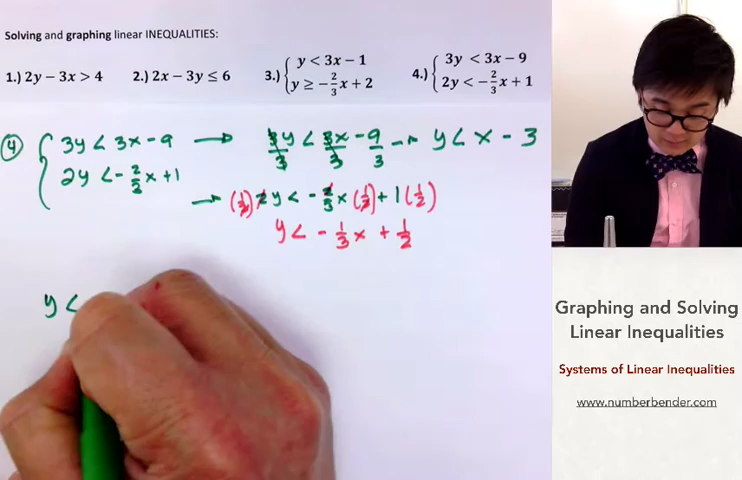 Solving and graphing linear INEQUALITIES:
1.) 2y − 3x > 4 2.) 2x − 3y ≤ 6 3.) { y < 3x − 1 y ≥ −2/3x + 2 4.) { 3y < 3x − 9 2y < −2/3x + 1
④ { 3y < 3x − 9 → 3y/3 < 3x/3 − 9/3 → y < x − 3
2y < −2/3x + 1
→ (1/2) 2y < −2/3x (1/2) + 1 (1/2)
y < −1/3x + 1/2
y <
Graphing and Solving
Linear Inequalities
Systems of Linear Inequalities
www.numberbender.com